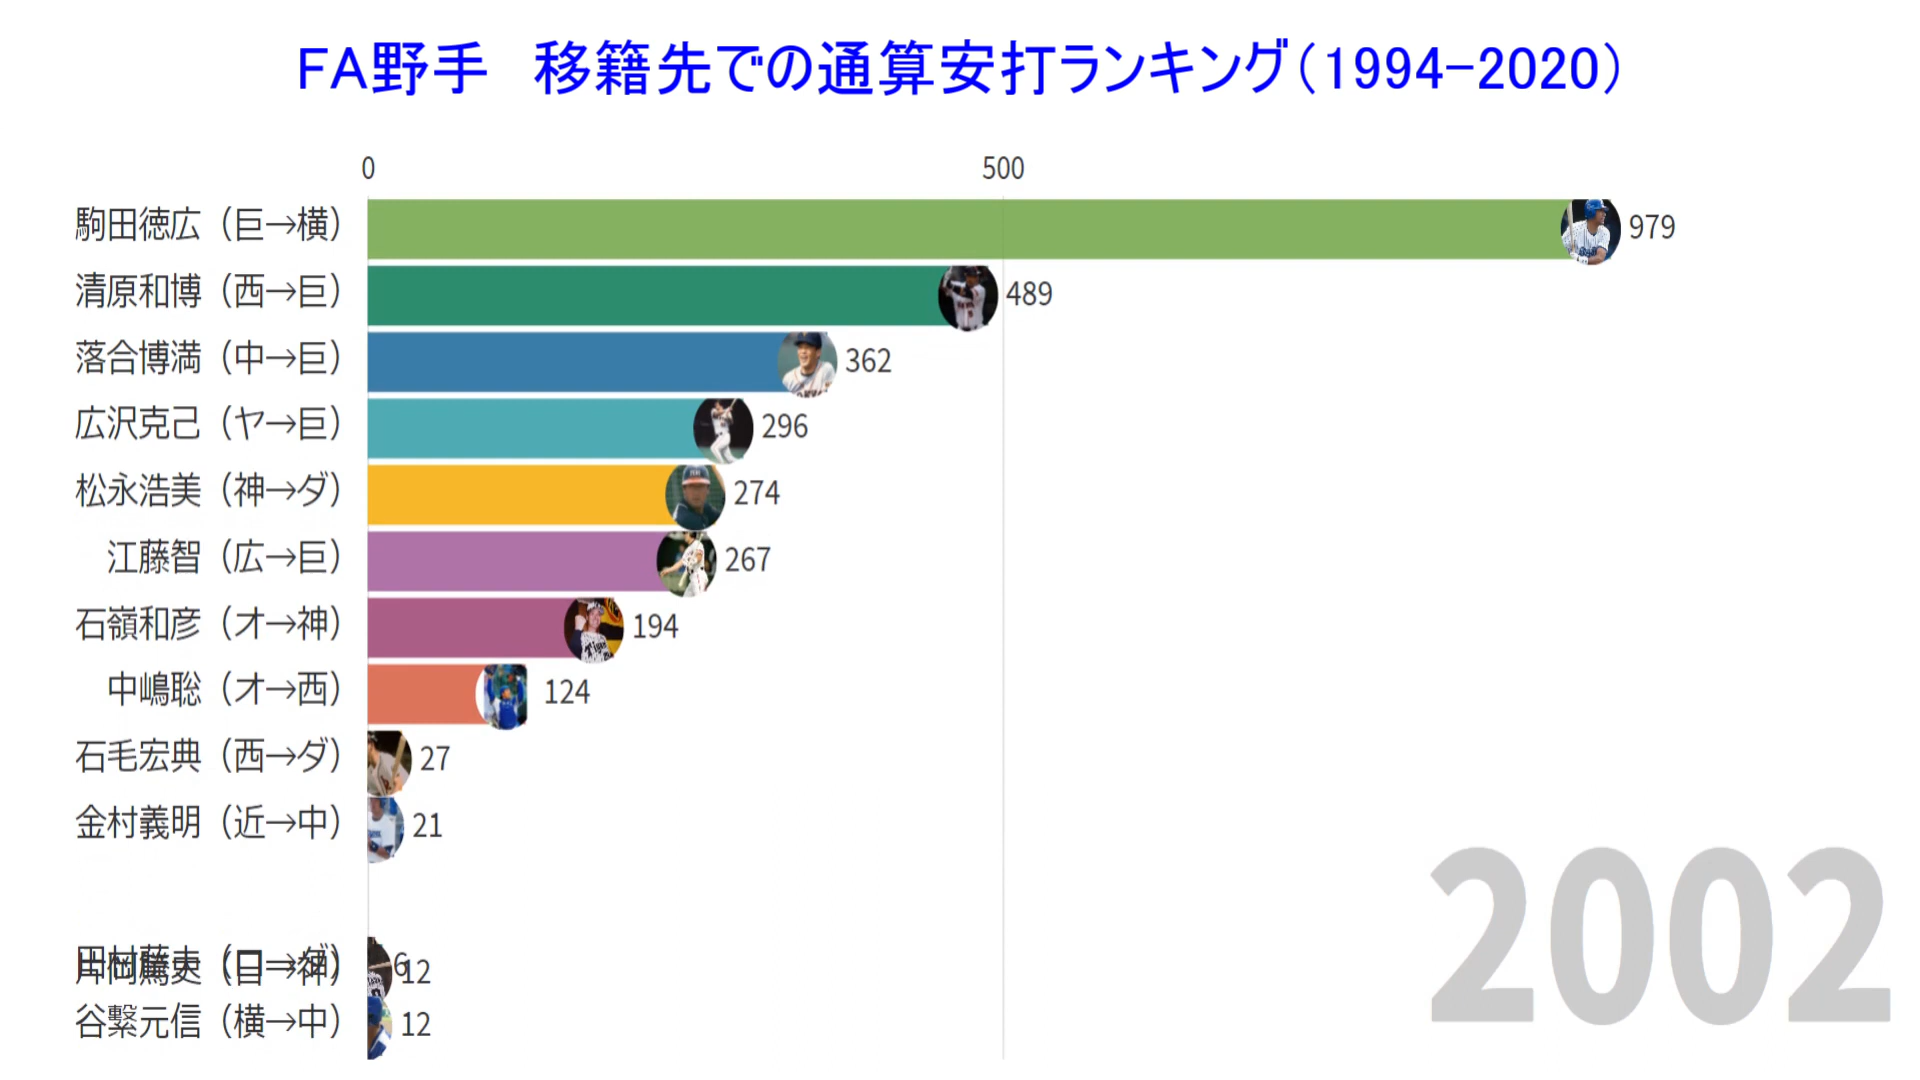 FA野手　移籍先での通算安打ランキング（1994-2020）
0 500
駒田徳広（巨→横） 979
清原和博（西→巨） 489
落合博満（中→巨） 362
広沢克己（ヤ→巨） 296
松永浩美（神→ダ） 274
江藤智（広→巨） 267
石嶺和彦（オ→神） 194
中嶋聡（オ→西） 124
石毛宏典（西→ダ） 27
金村義明（近→中） 21
6
12
谷繫元信（横→中） 12
2002